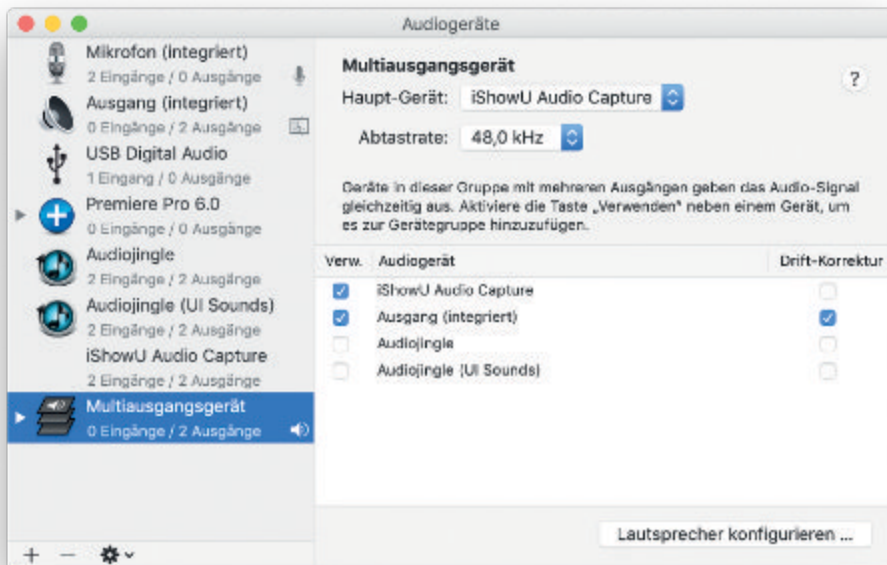 Audiogeräte
Mikrofon (integriert)
2 Eingänge / 0 Ausgänge
Ausgang (integriert)
0 Eingänge / 2 Ausgänge
USB Digital Audio
1 Eingang / 0 Ausgänge
Premiere Pro 6.0
0 Eingänge / 0 Ausgänge
Audiojingle
2 Eingänge / 2 Ausgänge
Audiojingle (UI Sounds)
2 Eingänge / 2 Ausgänge
iShowU Audio Capture
2 Eingänge / 2 Ausgänge
Multiausgangsgerät
0 Eingänge / 2 Ausgänge
Multiausgangsgerät
?
Haupt-Gerät: iShowU Audio Capture
Abtastrate: 48,0 kHz
Geräte in dieser Gruppe mit mehreren Ausgängen geben das Audio-Signal
gleichzeitig aus. Aktiviere die Taste „Verwenden“ neben einem Gerät, um
es zur Gerätegruppe hinzuzufügen.
Verw. Audiogerät Drift-Korrektur
iShowU Audio Capture
Ausgang (integriert)
Audiojingle
Audiojingle (UI Sounds)
Lautsprecher konfigurieren ...